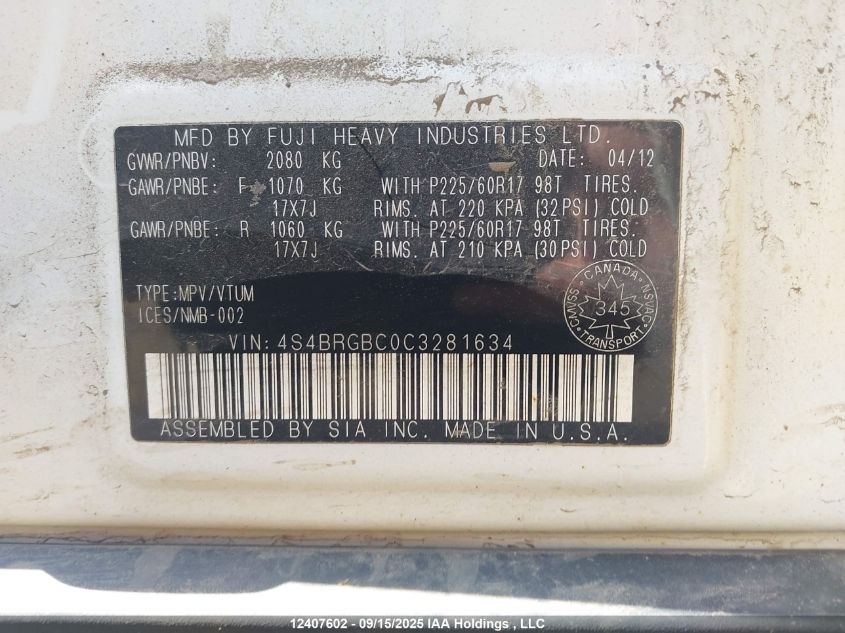 MFD BY FUJI HEAVY INDUSTRIES LTD.
GVWR/PNBV: 2080 KG DATE: 04/12
GAWR/PNBE: F 1070 KG WITH P225/60R17 98T TIRES.
17X7J RIMS. AT 220 KPA (32PSI) COLD
GAWR/PNBE: R 1060 KG WITH P225/60R17 98T TIRES.
17X7J RIMS. AT 210 KPA (30PSI) COLD
TYPE:MPV/VTUM
ICES/NMB-002
CANADA
CMVSS 345 NSVAC
TRANSPORT
VIN: 4S4BRGBC0C3281634
ASSEMBLED BY SIA INC. MADE IN U.S.A.
12407602 - 09/15/2025 IAA Holdings , LLC